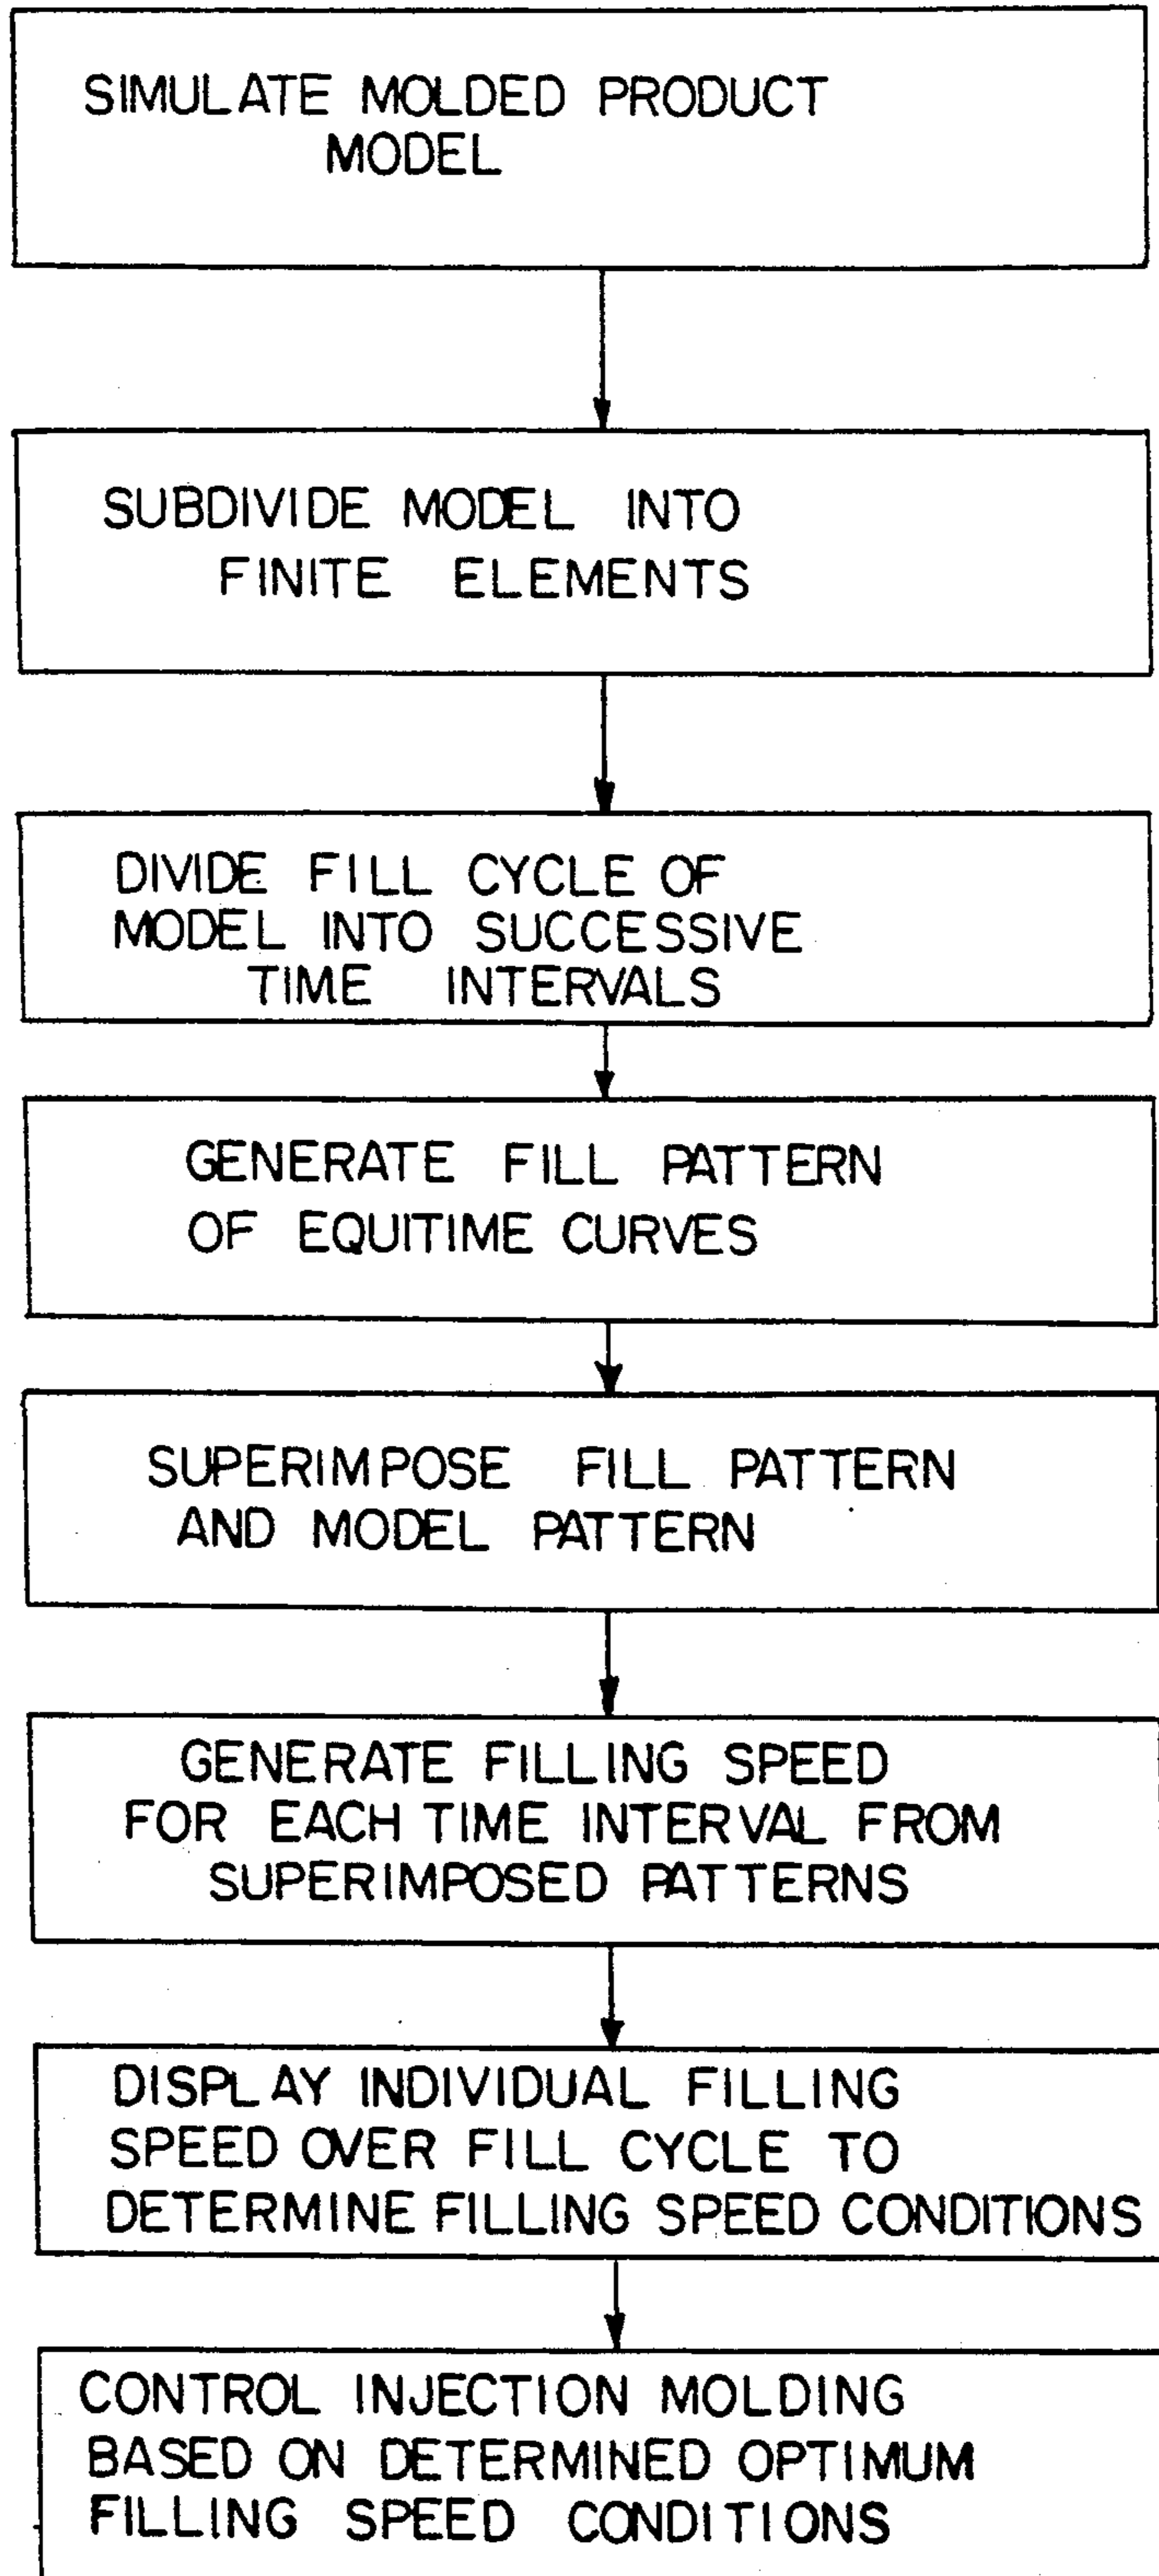 SIMULATE MOLDED PRODUCT
MODEL
SUBDIVIDE MODEL INTO
FINITE ELEMENTS
DIVIDE FILL CYCLE OF
MODEL INTO SUCCESSIVE
TIME INTERVALS
GENERATE FILL PATTERN
OF EQUITIME CURVES
SUPERIMPOSE FILL PATTERN
AND MODEL PATTERN
GENERATE FILLING SPEED
FOR EACH TIME INTERVAL FROM
SUPERIMPOSED PATTERNS
DISPLAY INDIVIDUAL FILLING
SPEED OVER FILL CYCLE TO
DETERMINE FILLING SPEED CONDITIONS
CONTROL INJECTION MOLDING
BASED ON DETERMINED OPTIMUM
FILLING SPEED CONDITIONS